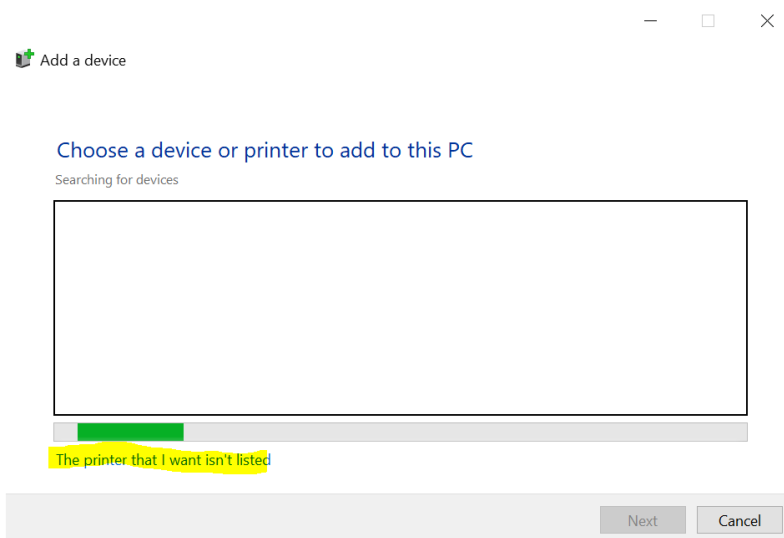 Add a device
Choose a device or printer to add to this PC
Searching for devices
The printer that I want isn't listed
Next
Cancel